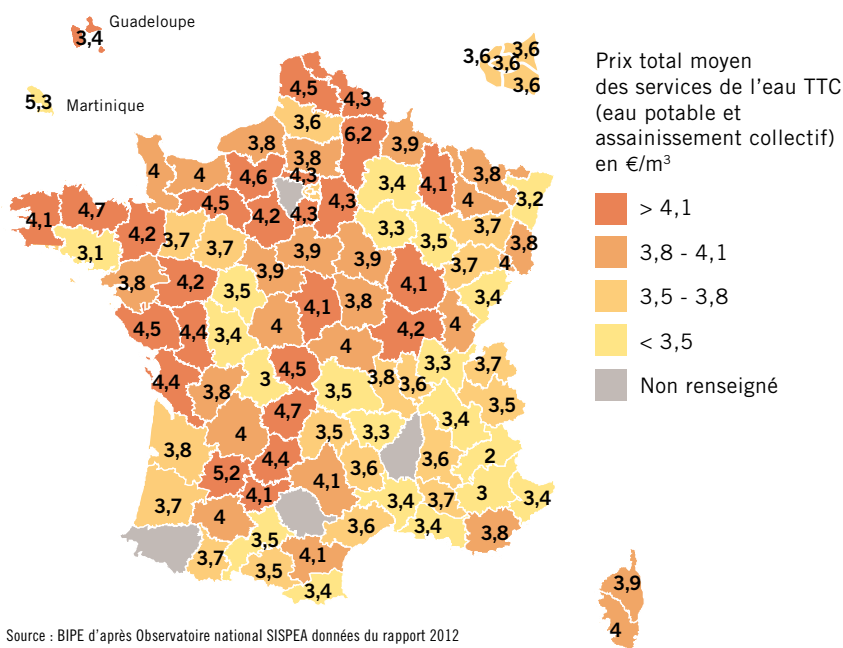 Guadeloupe
3,4
5,3 Martinique
3,6 3,6 3,6
3,6
Prix total moyen
des services de l'eau TTC
(eau potable et
assainissement collectif)
en €/m³
> 4,1
3,8 - 4,1
3,5 - 3,8
< 3,5
Non renseigné
4,5 4,3
3,6
6,2
3,8 3,9
3,8
4 4 4,6 4,3 3,4 4,1 3,8
4,5 4,2 4,3 4,3 4 3,2
4,1 4,7
4,2 3,7 3,7 3,3 3,5 3,7
3,1 3,9 3,9 3,9 3,7 4 3,8
3,8 4,2 3,5 4,1 3,8 4,1 3,4
4,5 4,4 3,4 4 4,2 4
4
4,4 3,8 3 4,5 3,5 3,8 3,6 3,3 3,7
4,7 3,4 3,5
3,8 4 3,5 3,3
5,2 4,4 3,6 3,6 2
3,7 4,1 4,1 3,4 3,7 3 3,4
4 3,6 3,4 3,8
3,7 3,5 4,1
3,5
3,4
3,9
4
Source : BIPE d'après Observatoire national SISPEA données du rapport 2012